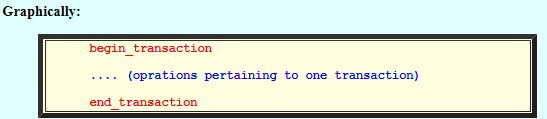 Graphically:
begin_transaction
.... (oprations pertaining to one transaction)
end_transaction